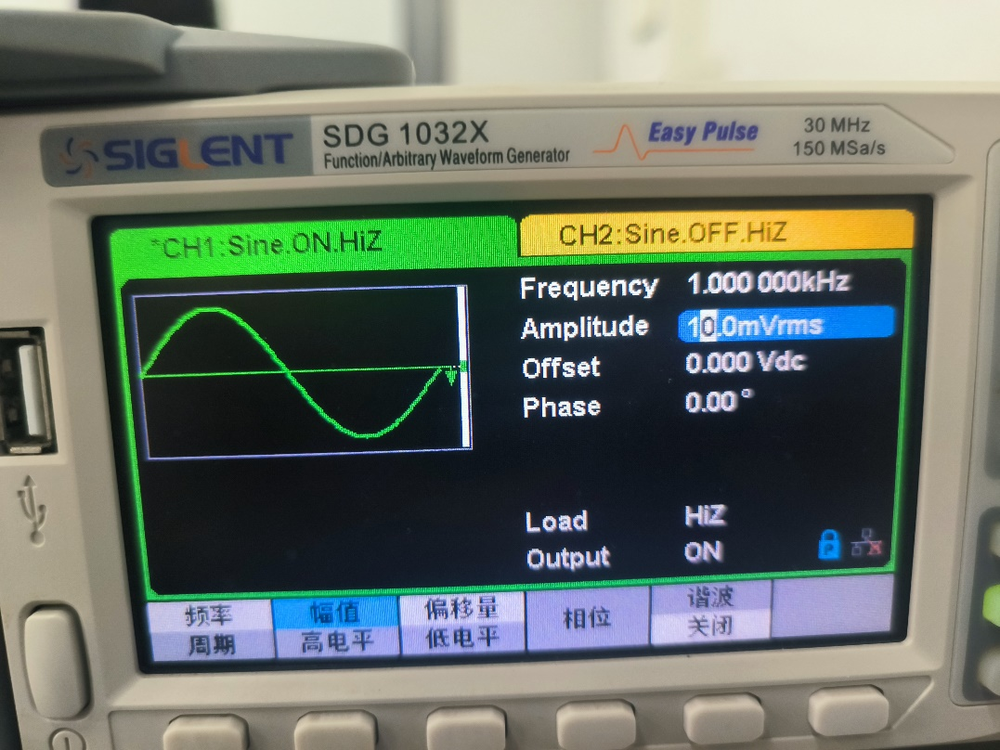 SIGLENT
SDG 1032X
Function/Arbitrary Waveform Generator
Easy Pulse
30 MHz
150 MSa/s
*CH1:Sine.ON.HiZ
CH2:Sine.OFF.HiZ
Frequency 1.000 000kHz
Amplitude 10.0mVrms
Offset 0.000 Vdc
Phase 0.00 °
Load HiZ
Output ON
P
频率 幅值 偏移量 相位 谐波
周期 高电平 低电平 关闭